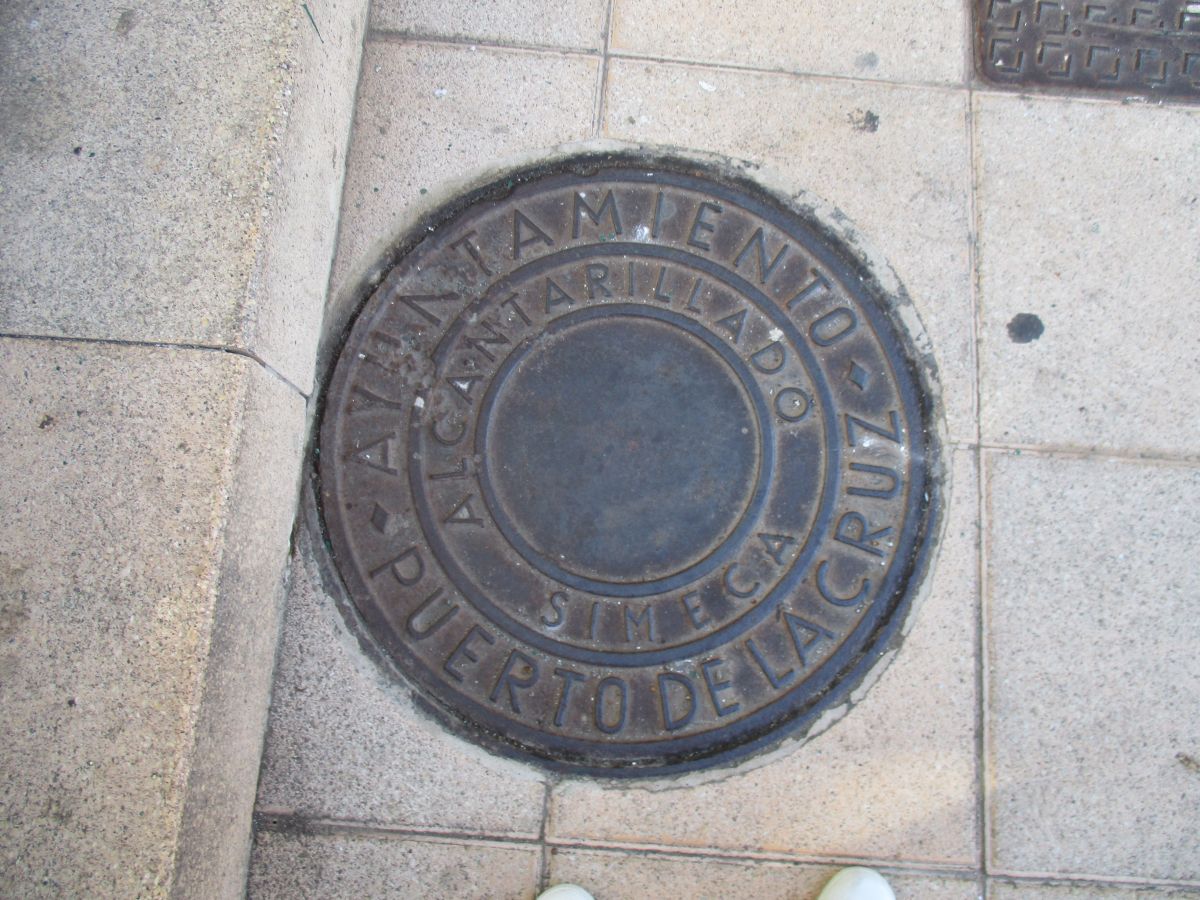 AYUNTAMIENTO
ALCANTARILLADO
SIMECA
PUERTO DE LA CRUZ